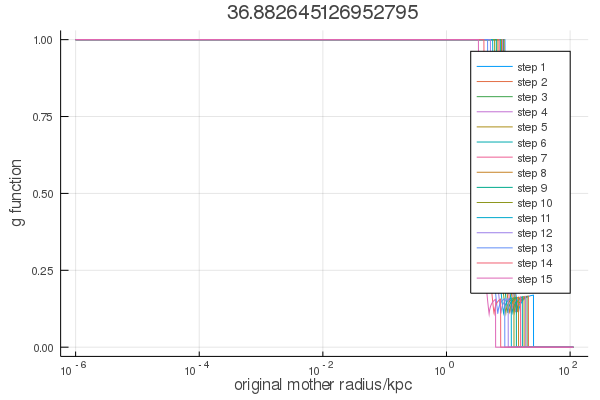 36.882645126952795
1.00
0.75
0.50
0.25
0.00
g function
10^-6
10^-4
10^-2
10^0
10^2
original mother radius/kpc
step 1
step 2
step 3
step 4
step 5
step 6
step 7
step 8
step 9
step 10
step 11
step 12
step 13
step 14
step 15